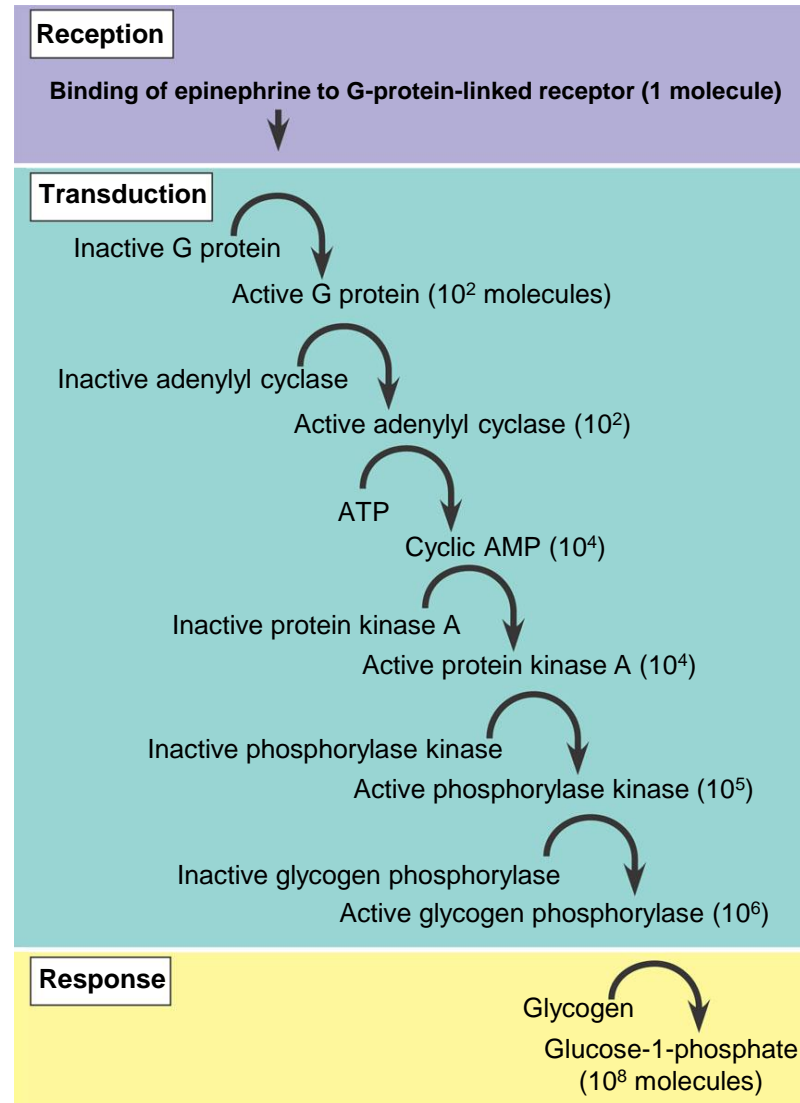 Reception
Binding of epinephrine to G-protein-linked receptor (1 molecule)
Transduction
Inactive G protein
Active G protein (10² molecules)
Inactive adenylyl cyclase
Active adenylyl cyclase (10²)
ATP
Cyclic AMP (10⁴)
Inactive protein kinase A
Active protein kinase A (10⁴)
Inactive phosphorylase kinase
Active phosphorylase kinase (10⁵)
Inactive glycogen phosphorylase
Active glycogen phosphorylase (10⁶)
Response
Glycogen
Glucose-1-phosphate
(10⁸ molecules)